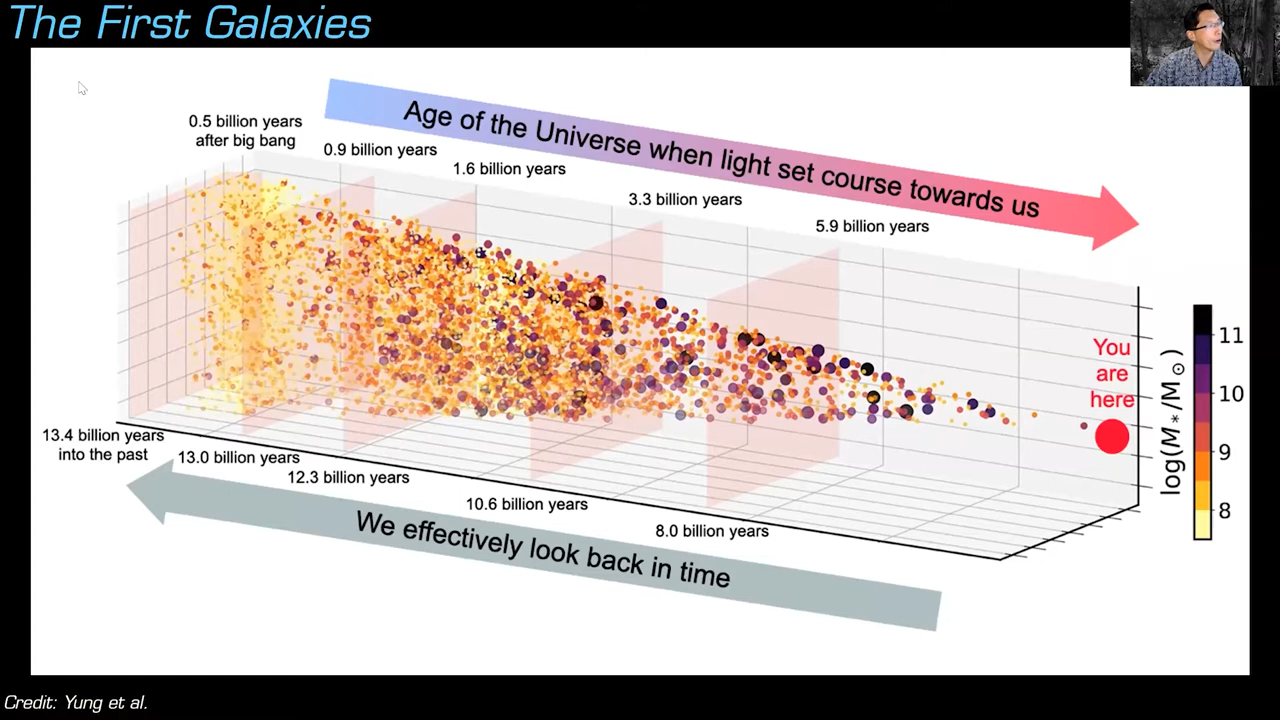 The First Galaxies
Age of the Universe when light set course towards us
0.5 billion years
after big bang
0.9 billion years
1.6 billion years
3.3 billion years
5.9 billion years
You
are
here
log(M*/M☉)
11
10
9
8
13.4 billion years
into the past
13.0 billion years
12.3 billion years
10.6 billion years
8.0 billion years
We effectively look back in time
Credit: Yung et al.